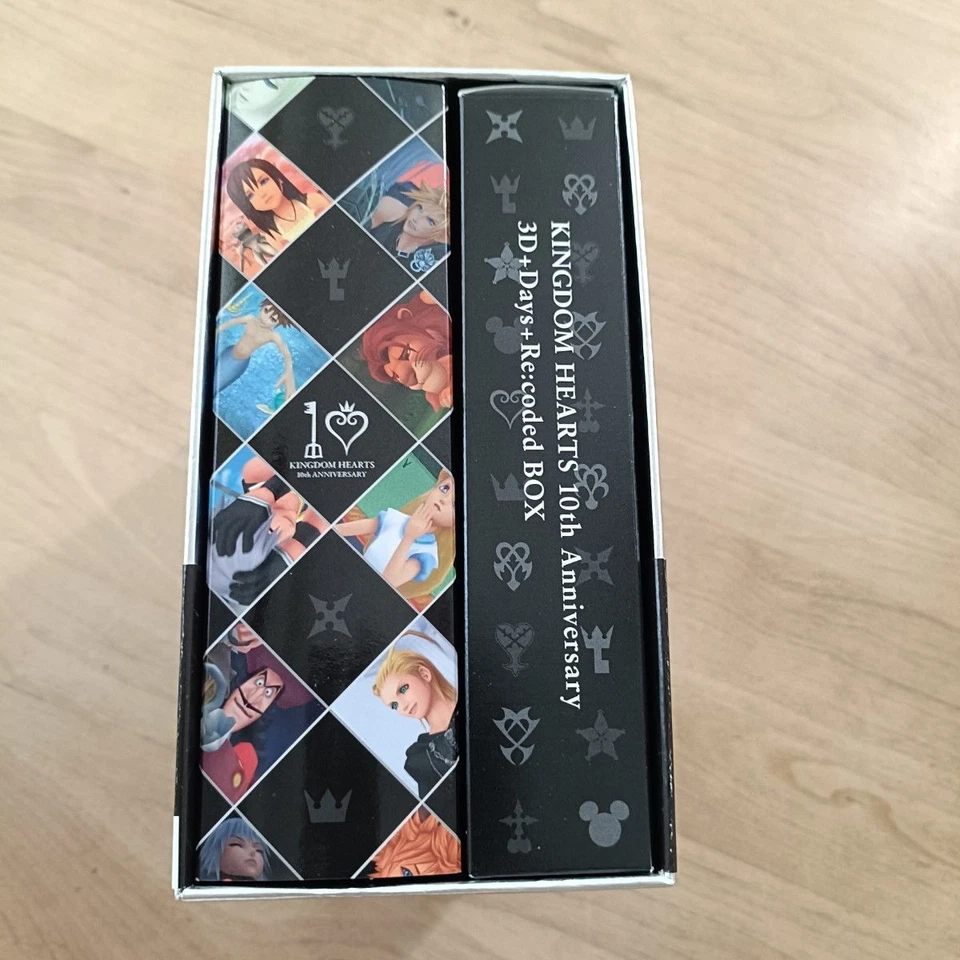 KINGDOM HEARTS
10th ANNIVERSARY
KINGDOM HEARTS 10th Anniversary
3D+Days+Re:coded BOX